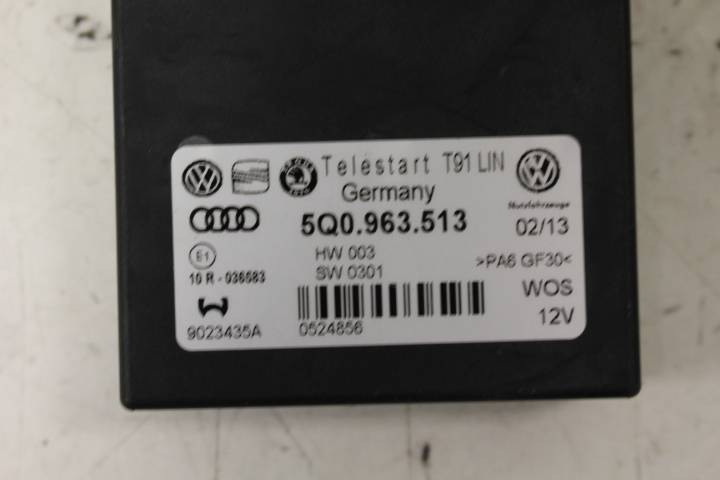 Telestart T91 LIN
Germany
Nutzfahrzeuge
5Q0.963.513
02/13
E1
HW 003
>PA6 GF30<
10 R - 036583
SW 0301
WOS
9023435A
0524856
12V